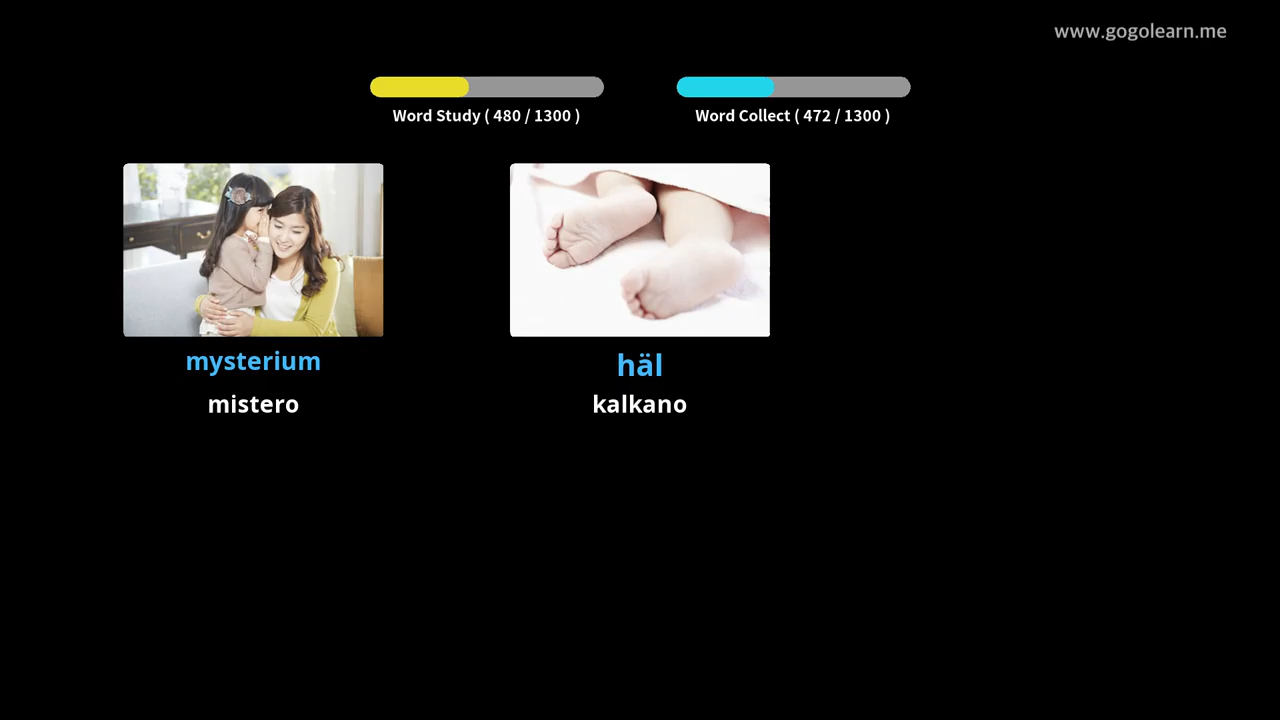 www.gogolearn.me
Word Study ( 480 / 1300 )
Word Collect ( 472 / 1300 )
mysterium
mistero
häl
kalkano